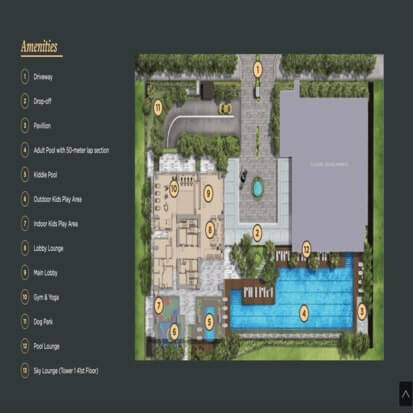 Amenities
1 Driveway
2 Drop-off
3 Pavilion
4 Adult Pool with 50-meter lap section
5 Kiddie Pool
6 Outdoor Kids Play Area
7 Indoor Kids Play Area
8 Lobby Lounge
9 Main Lobby
10 Gym & Yoga
11 Dog Park
12 Pool Lounge
13 Sky Lounge (Tower 1 41st Floor)
1
11
10
9
8
2
12
7
6
5
4
3